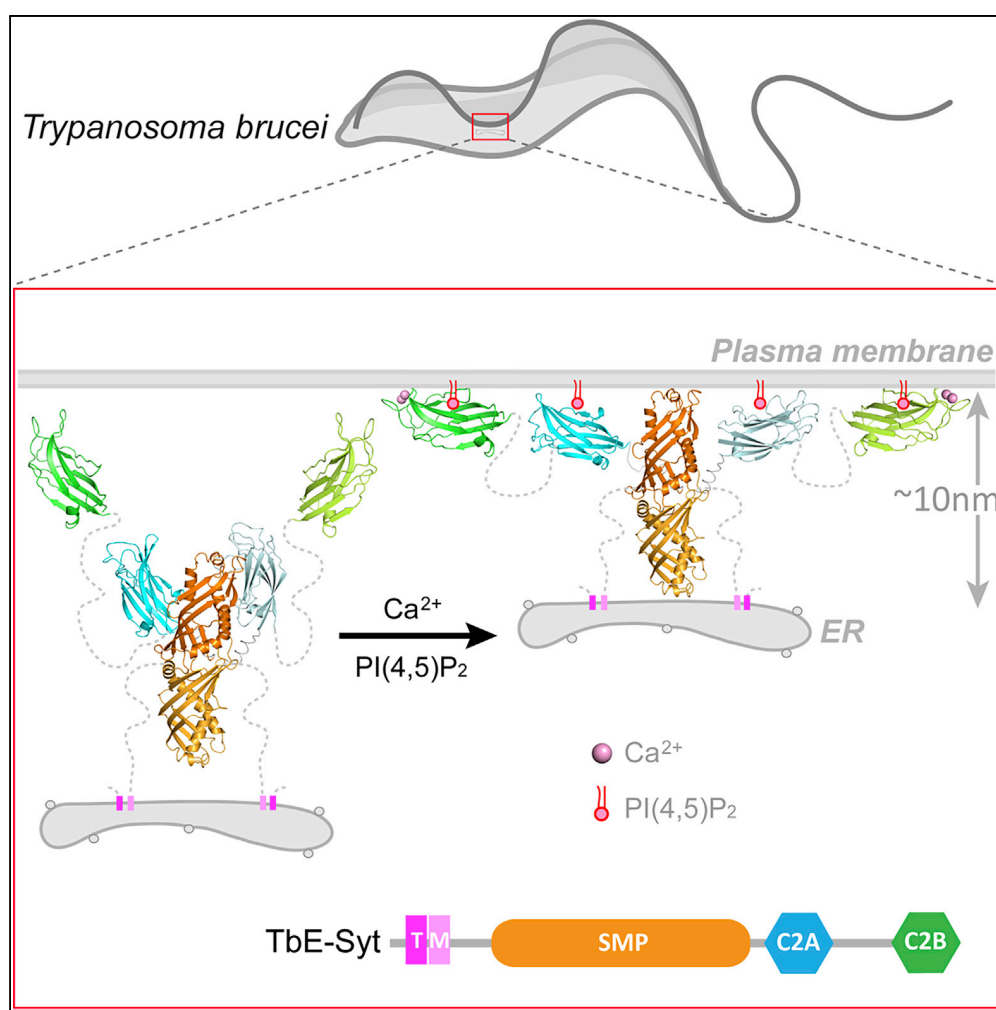 Trypanosoma brucei
Plasma membrane
~10nm
Ca²⁺
PI(4,5)P₂
ER
Ca²⁺
PI(4,5)P₂
TbE-Syt T M SMP C2A C2B